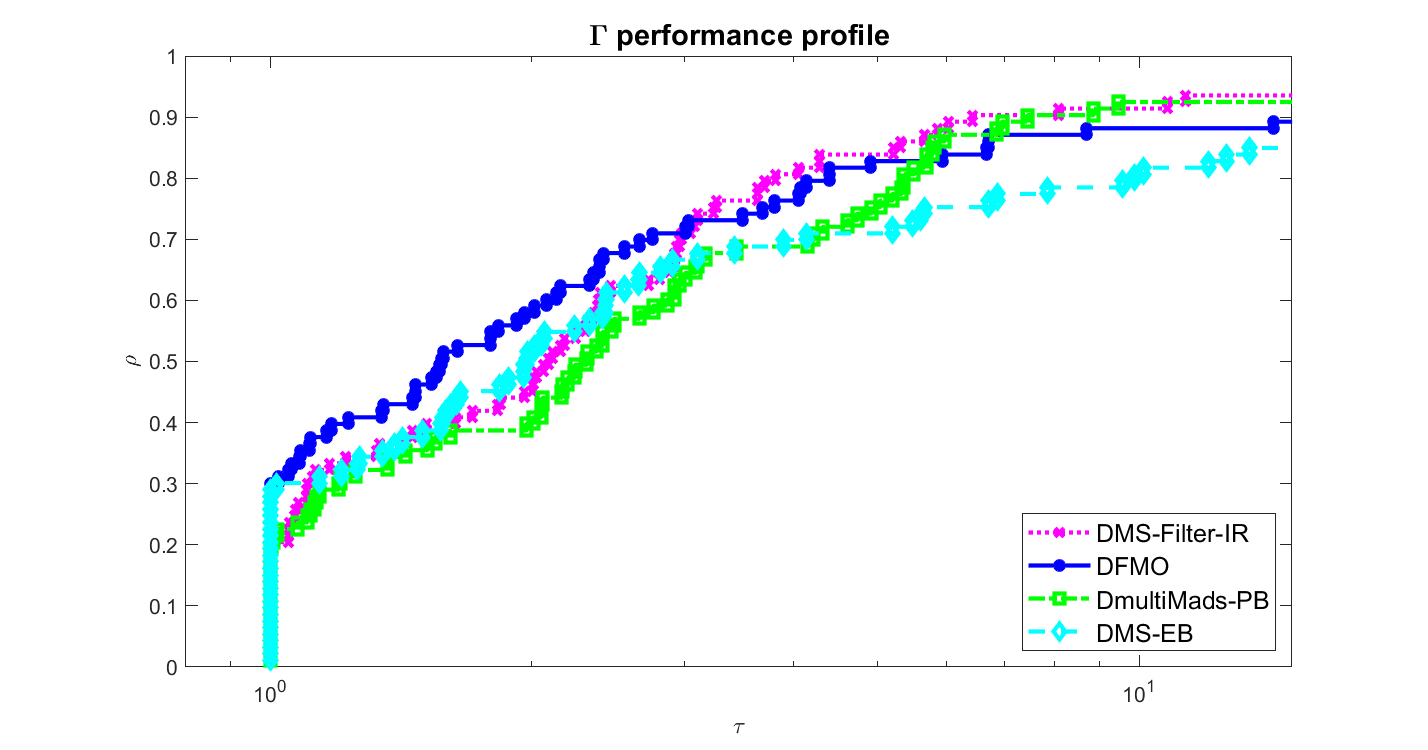 Γ performance profile
1
0.9
0.8
0.7
0.6
0.5
0.4
0.3
0.2
0.1
0
ρ
10⁰
10¹
τ
DMS-Filter-IR
DFMO
DmultiMads-PB
DMS-EB